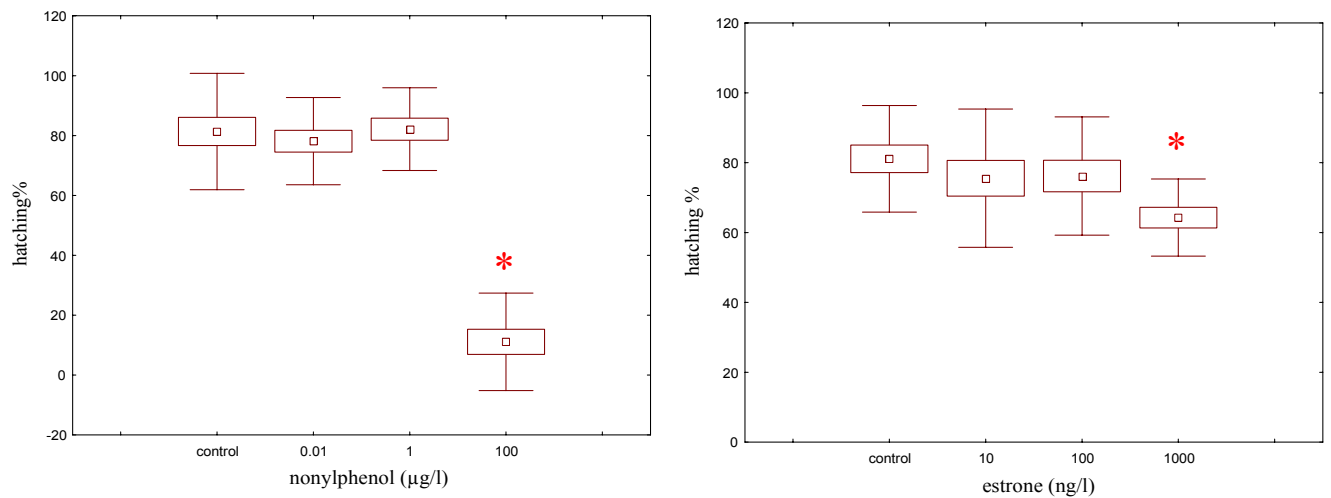 120
100
80
60
40
20
0
-20
hatching%
*
control 0.01 1 100
nonylphenol (µg/l)
120
100
80
60
40
20
0
hatching %
*
control 10 100 1000
estrone (ng/l)